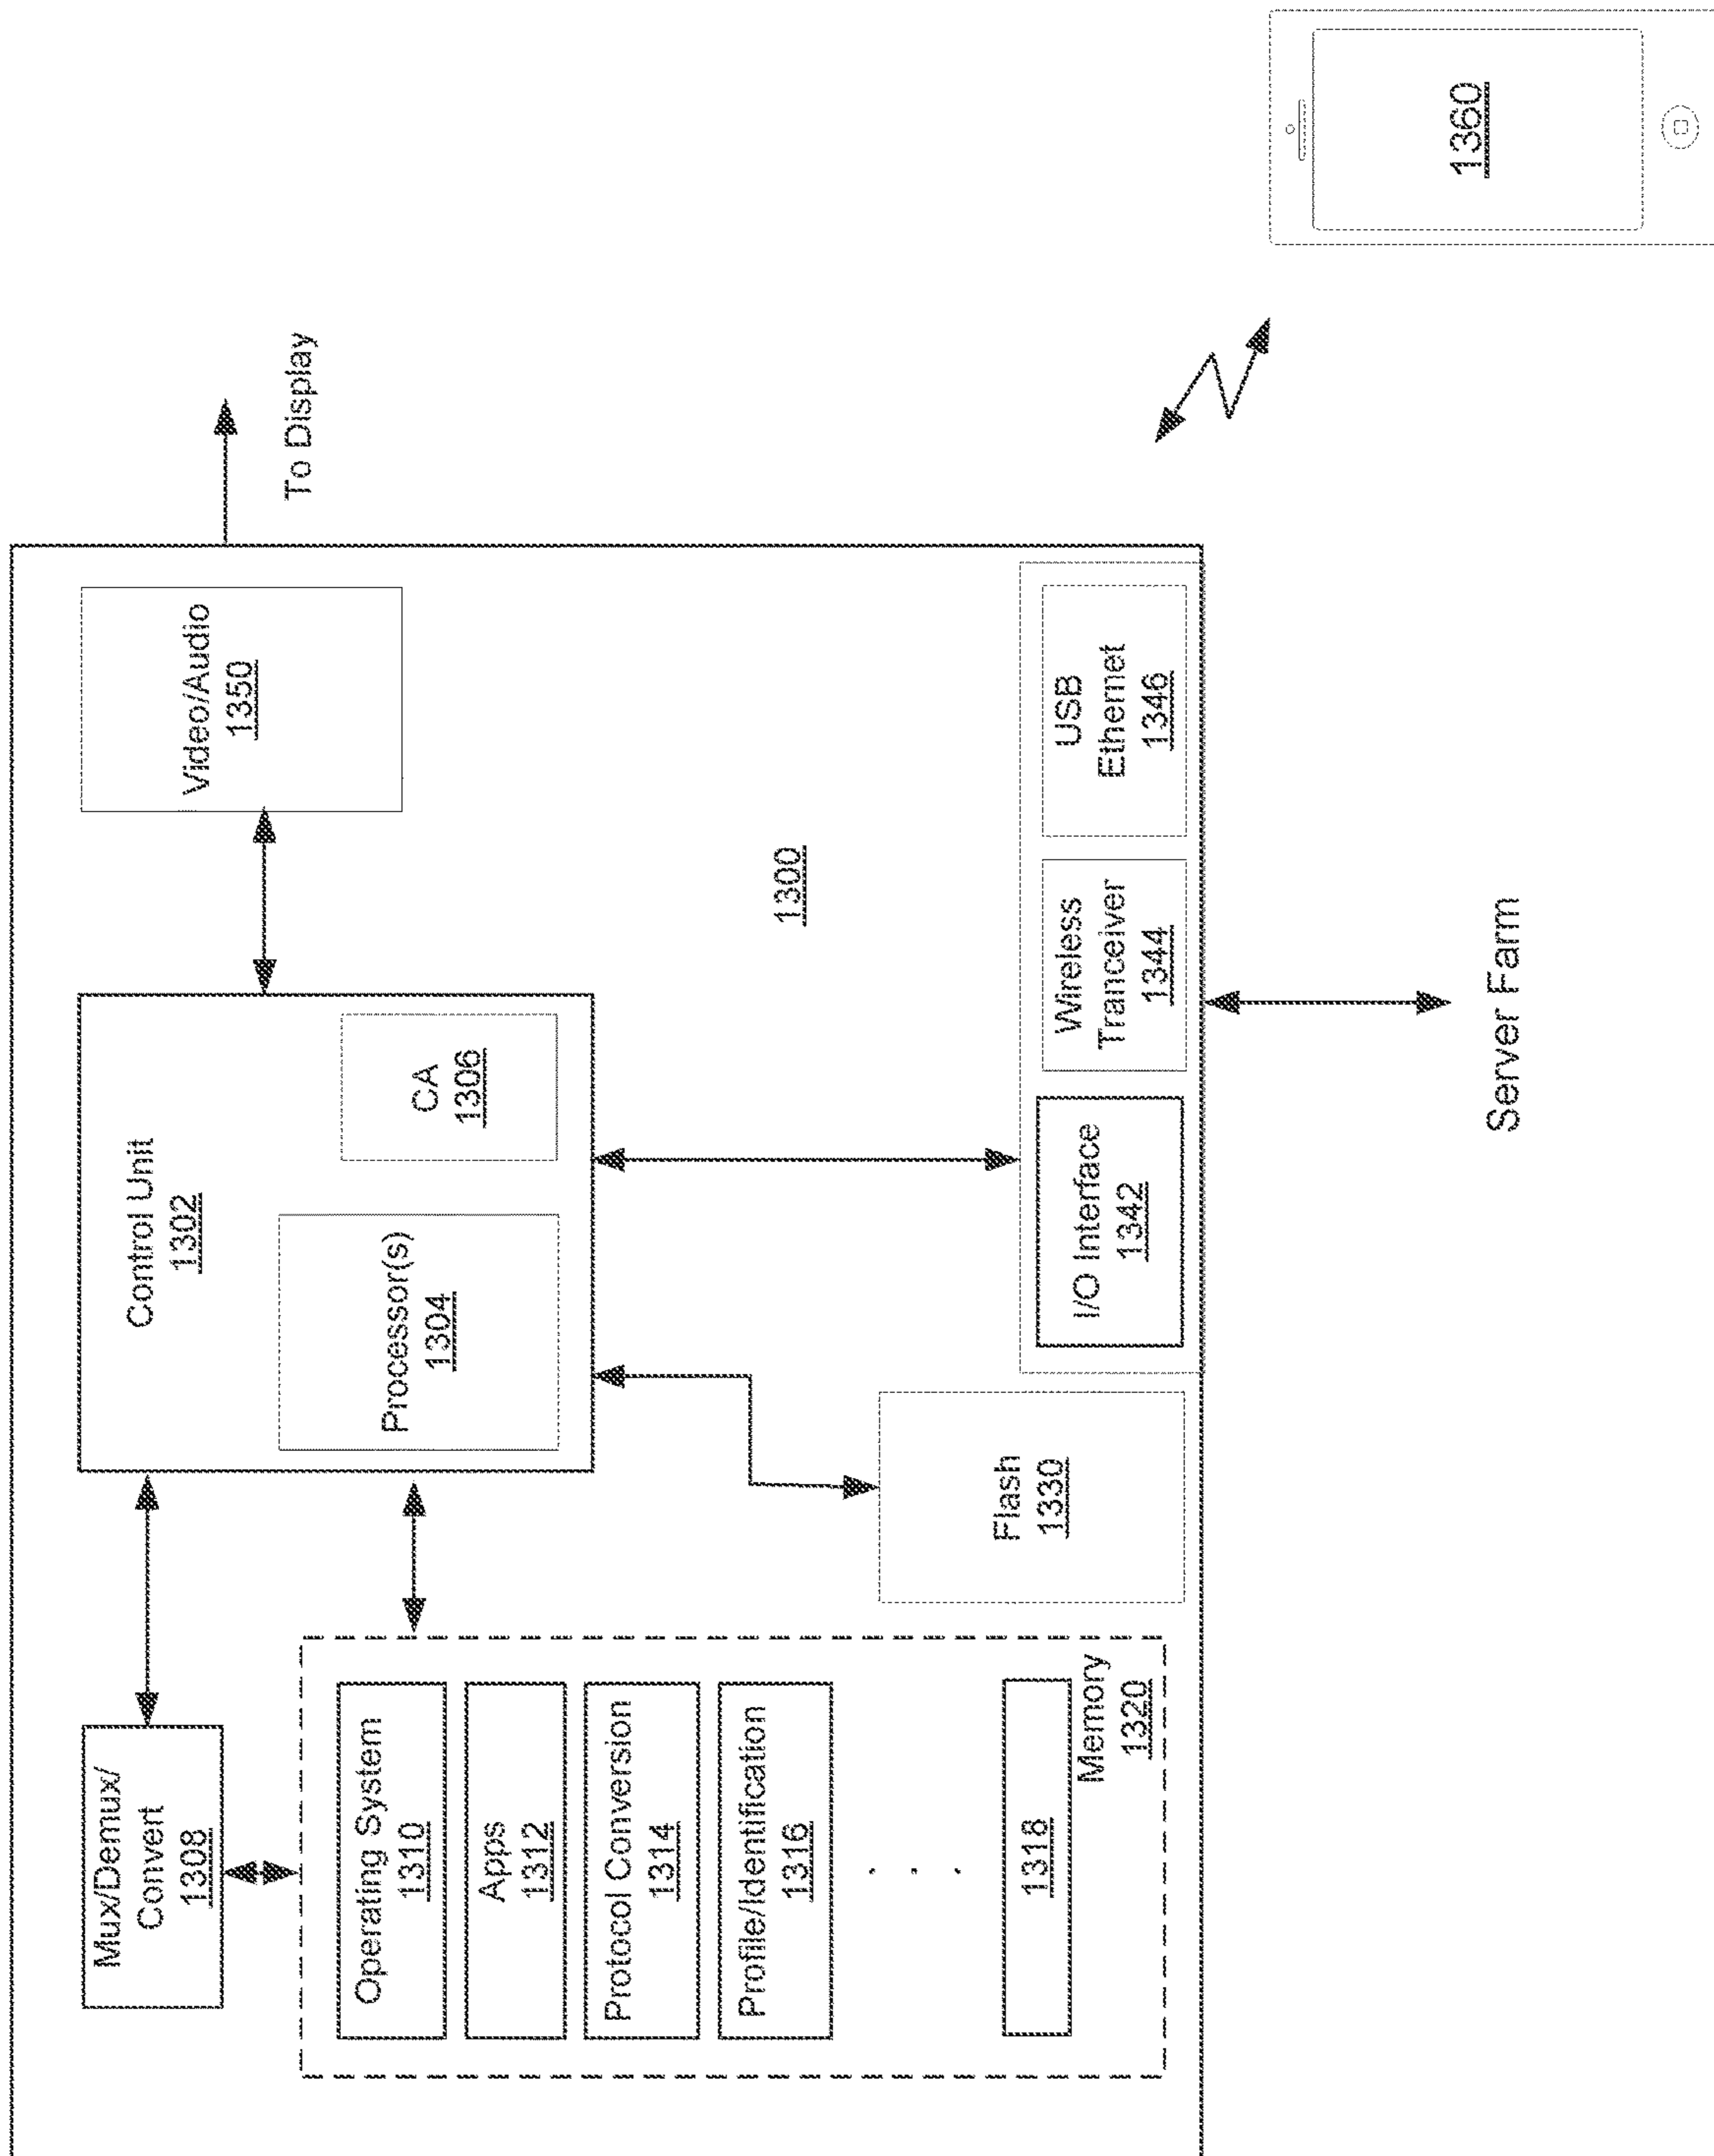 Mux/Demux/
Convert
1308
Control Unit
1302
Processor(s)
1304
CA
1306
Video/Audio
1350
To Display
Operating System
1310
Apps
1312
Protocol Conversion
1314
Profile/Identification
1316
. . .
1318
Memory
1320
Flash
1330
1300
I/O Interface
1342
Wireless
Tranceiver
1344
USB
Ethernet
1346
Server Farm
1360